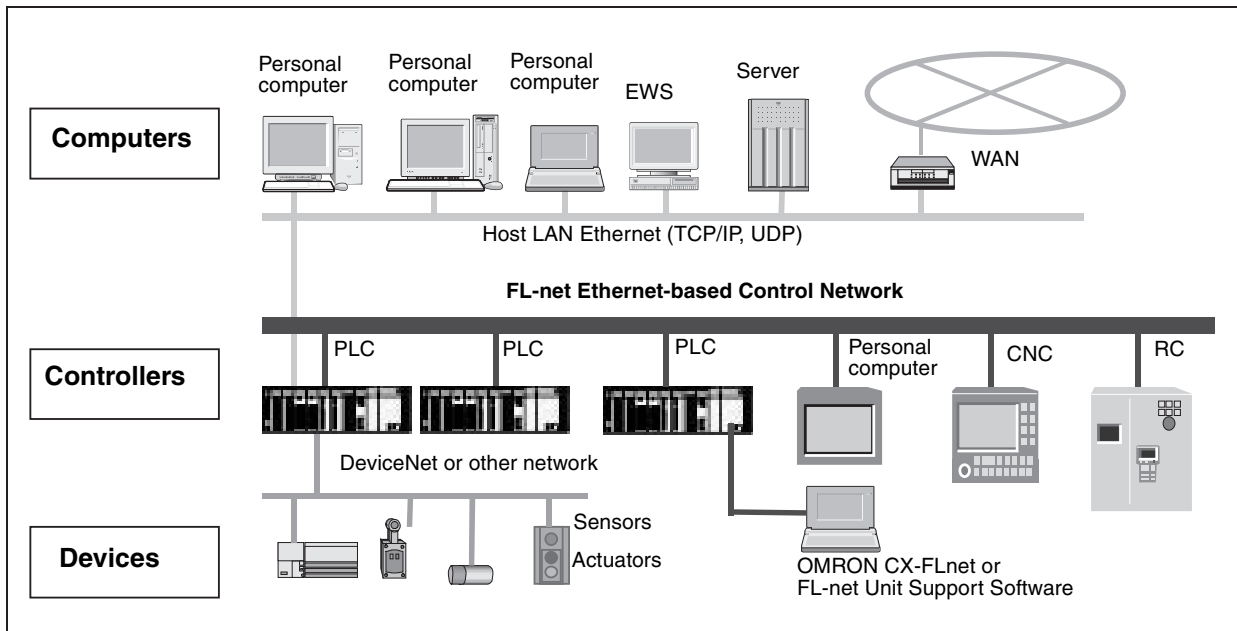 Personal
computer
Personal
computer
Personal
computer
EWS
Server
Computers
WAN
Host LAN Ethernet (TCP/IP, UDP)
FL-net Ethernet-based Control Network
PLC
PLC
PLC
Personal
computer
CNC
RC
Controllers
DeviceNet or other network
Devices
Sensors
Actuators
OMRON CX-FLnet or
FL-net Unit Support Software